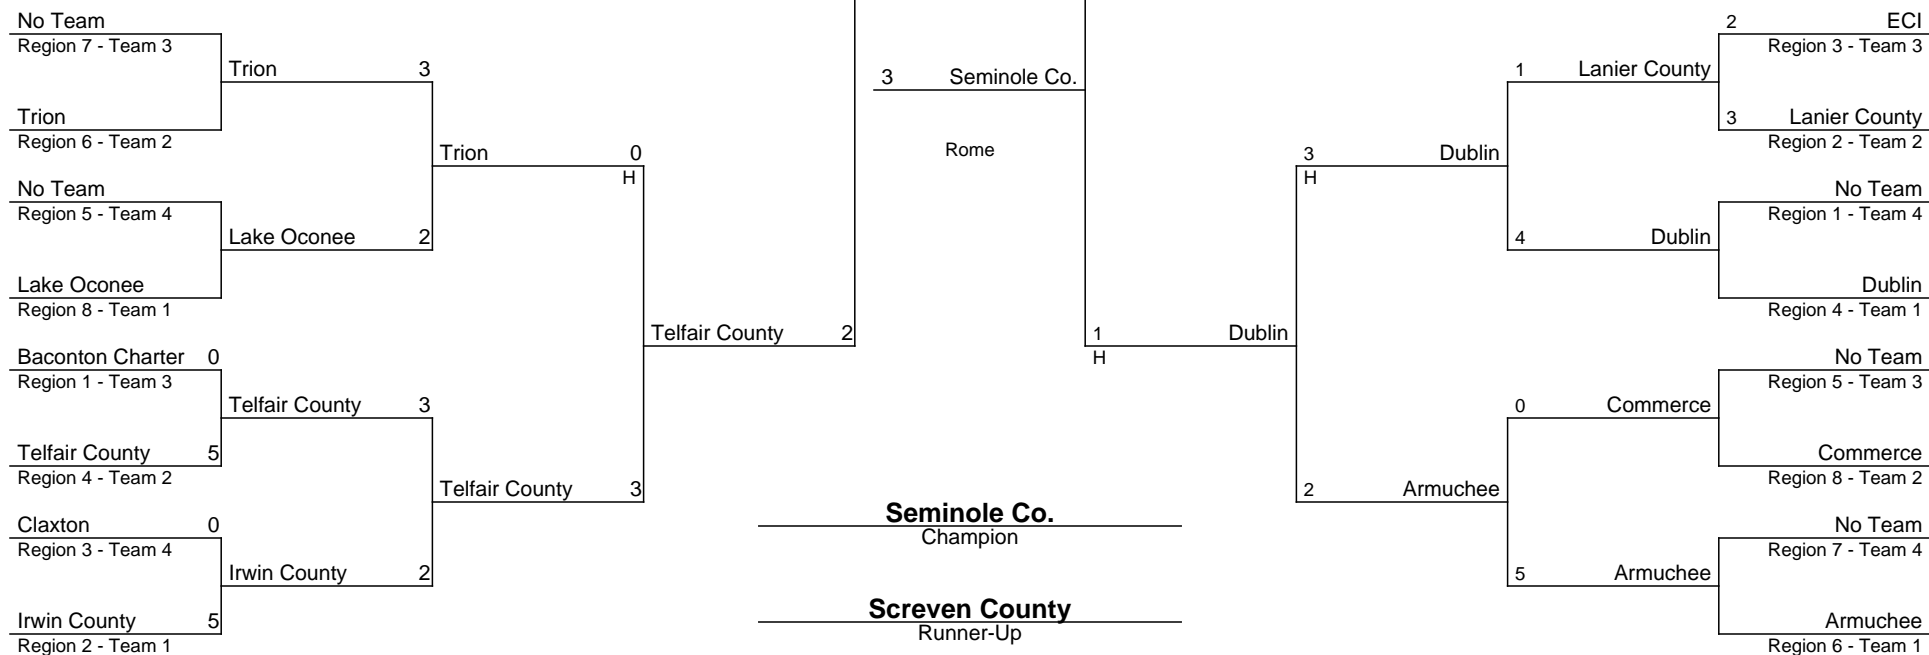 No Team
Region 7 - Team 3
Trion 3
Trion
Region 6 - Team 2
Trion 0
H
No Team
Region 5 - Team 4
Lake Oconee 2
Lake Oconee
Region 8 - Team 1
Telfair County 2
Baconton Charter 0
Region 1 - Team 3
Telfair County 3
Telfair County 5
Region 4 - Team 2
Telfair County 3
Claxton 0
Region 3 - Team 4
Irwin County 2
Irwin County 5
Region 2 - Team 1
3 Seminole Co.
Rome
Seminole Co.
Champion
Screven County
Runner-Up
2 ECI
Region 3 - Team 3
1 Lanier County
3 Lanier County
Region 2 - Team 2
3 Dublin
H
No Team
Region 1 - Team 4
4 Dublin
Dublin
Region 4 - Team 1
1 Dublin
H
No Team
Region 5 - Team 3
0 Commerce
Commerce
Region 8 - Team 2
2 Armuchee
No Team
Region 7 - Team 4
5 Armuchee
Armuchee
Region 6 - Team 1